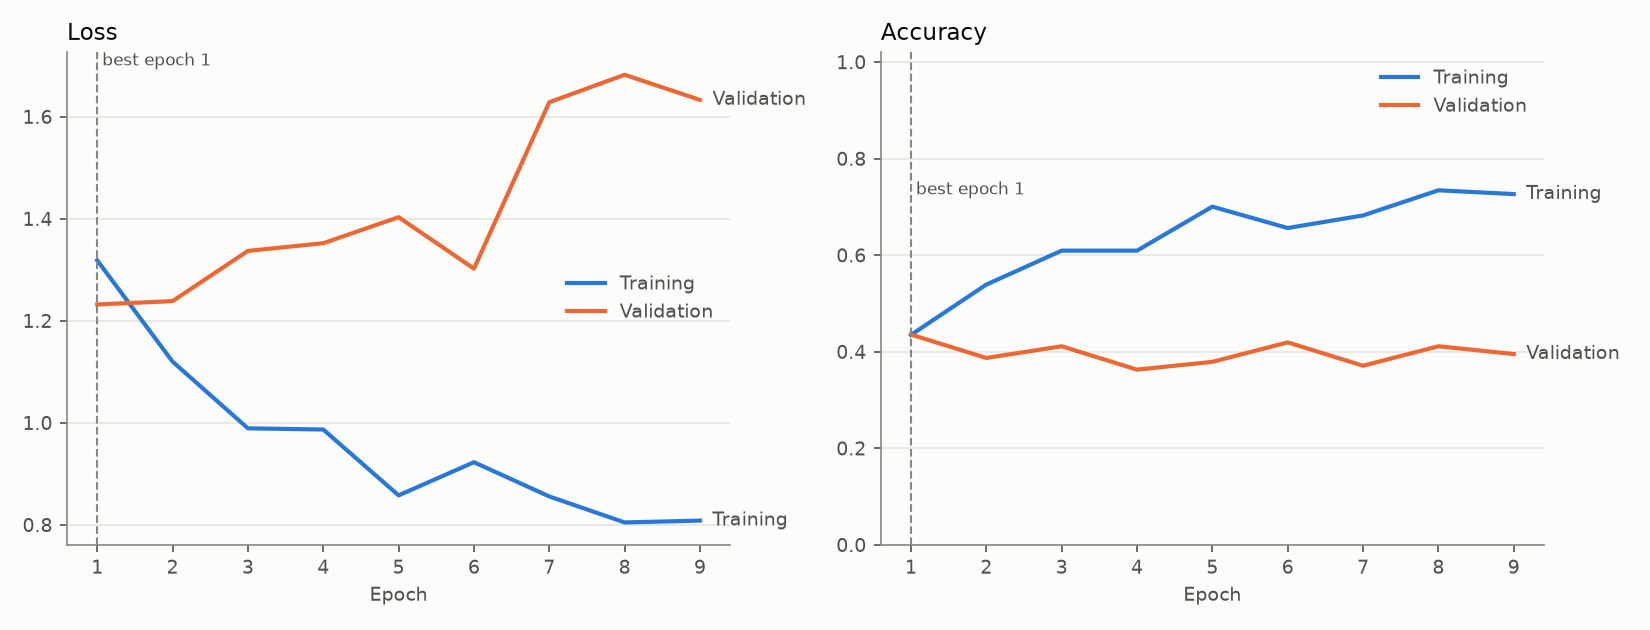 Loss
best epoch 1
Validation
1.6
1.4
Training
Validation
1.2
1.0
0.8
Training
1 2 3 4 5 6 7 8 9
Epoch
Accuracy
1.0
Training
Validation
0.8
best epoch 1
Training
0.6
0.4
Validation
0.2
0.0
1 2 3 4 5 6 7 8 9
Epoch